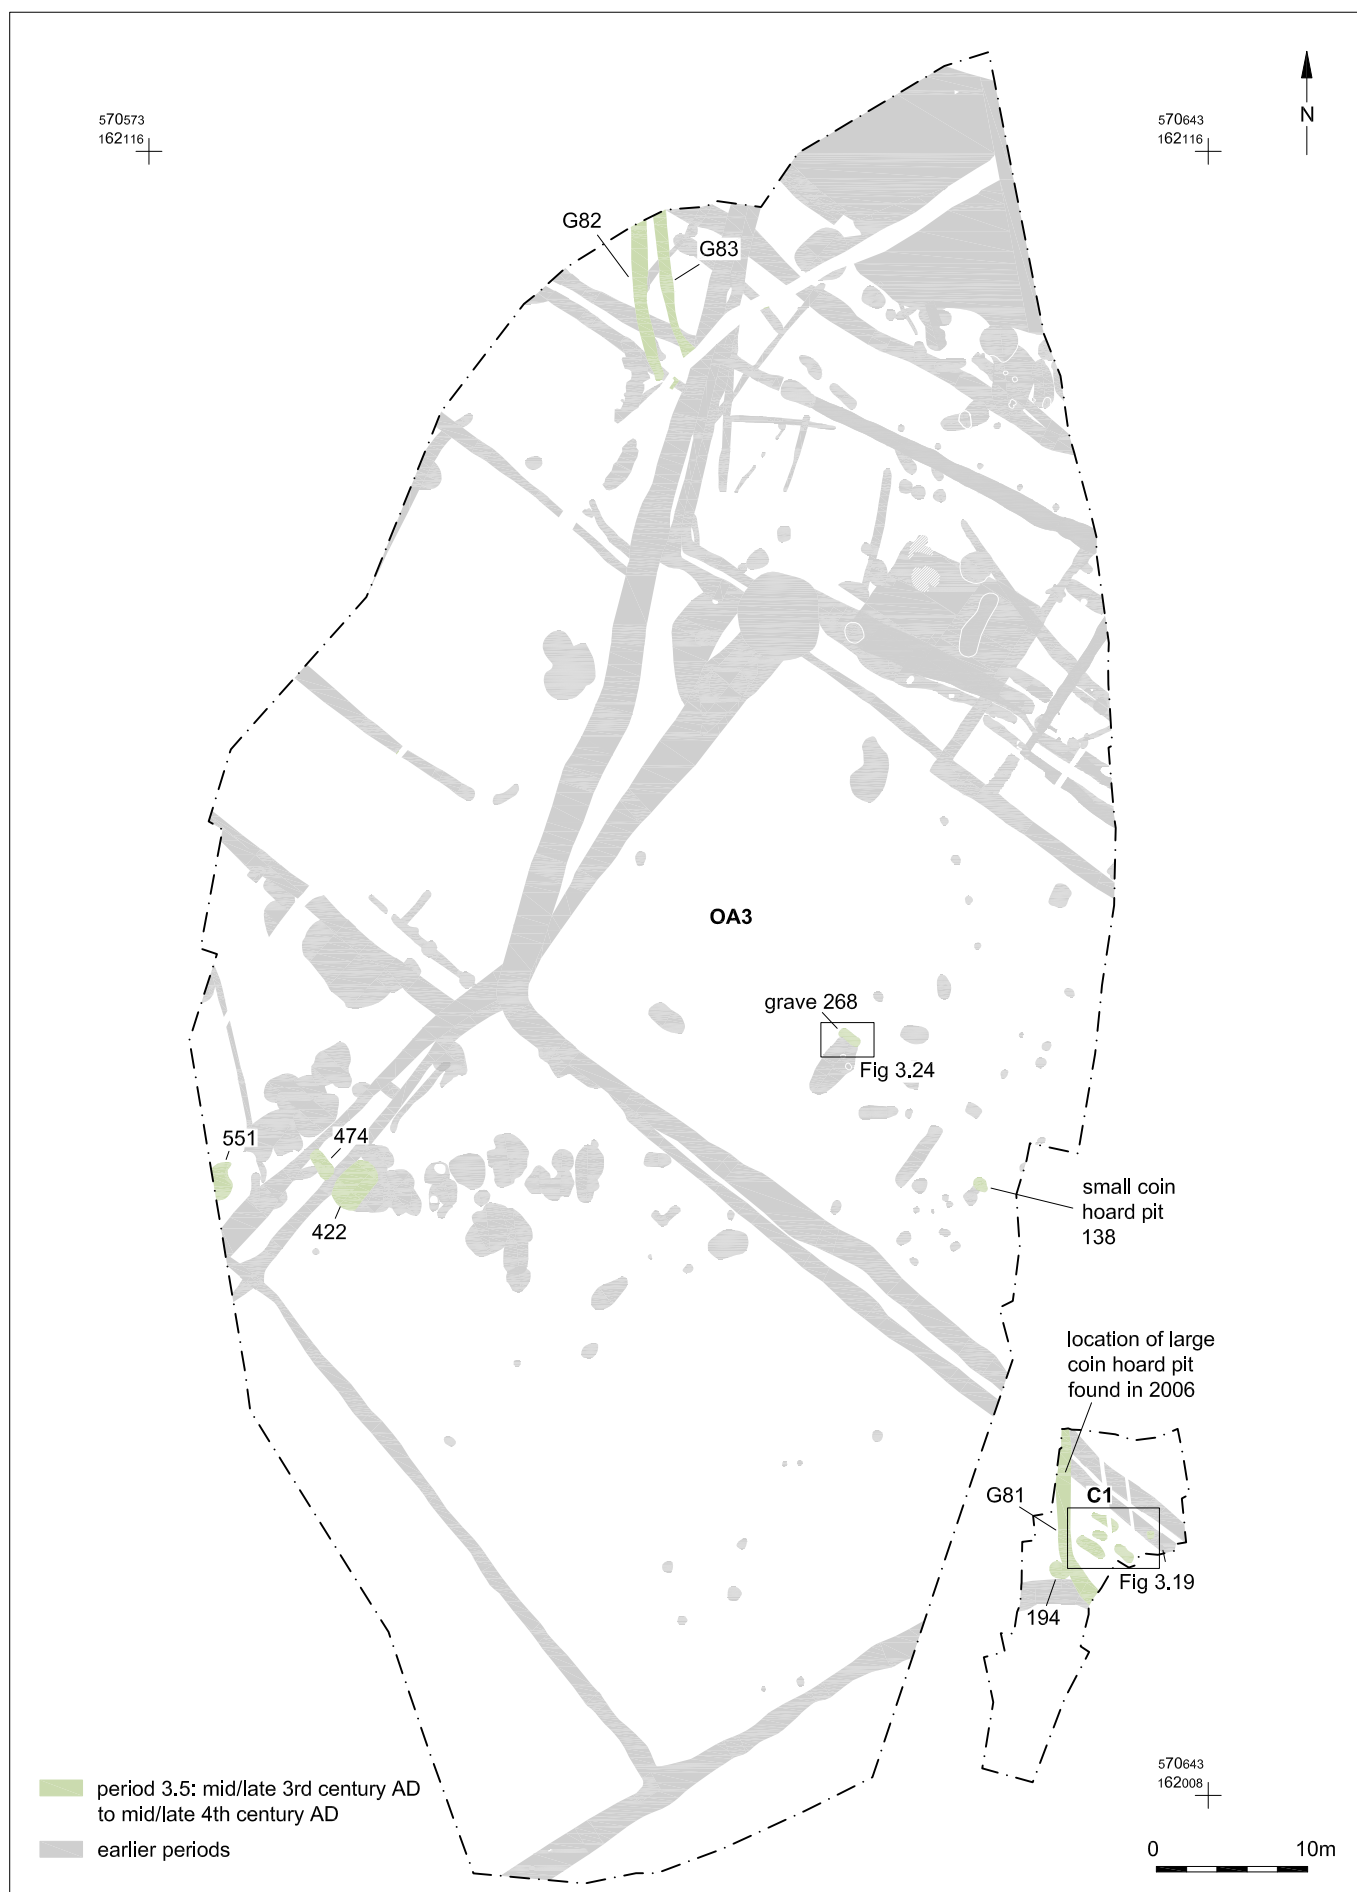 570573
162116
570643
162116
N
G82
G83
OA3
grave 268
Fig 3.24
551
474
422
small coin
hoard pit
138
location of large
coin hoard pit
found in 2006
G81
C1
Fig 3.19
194
570643
162008
period 3.5: mid/late 3rd century AD
to mid/late 4th century AD
earlier periods
0 10m